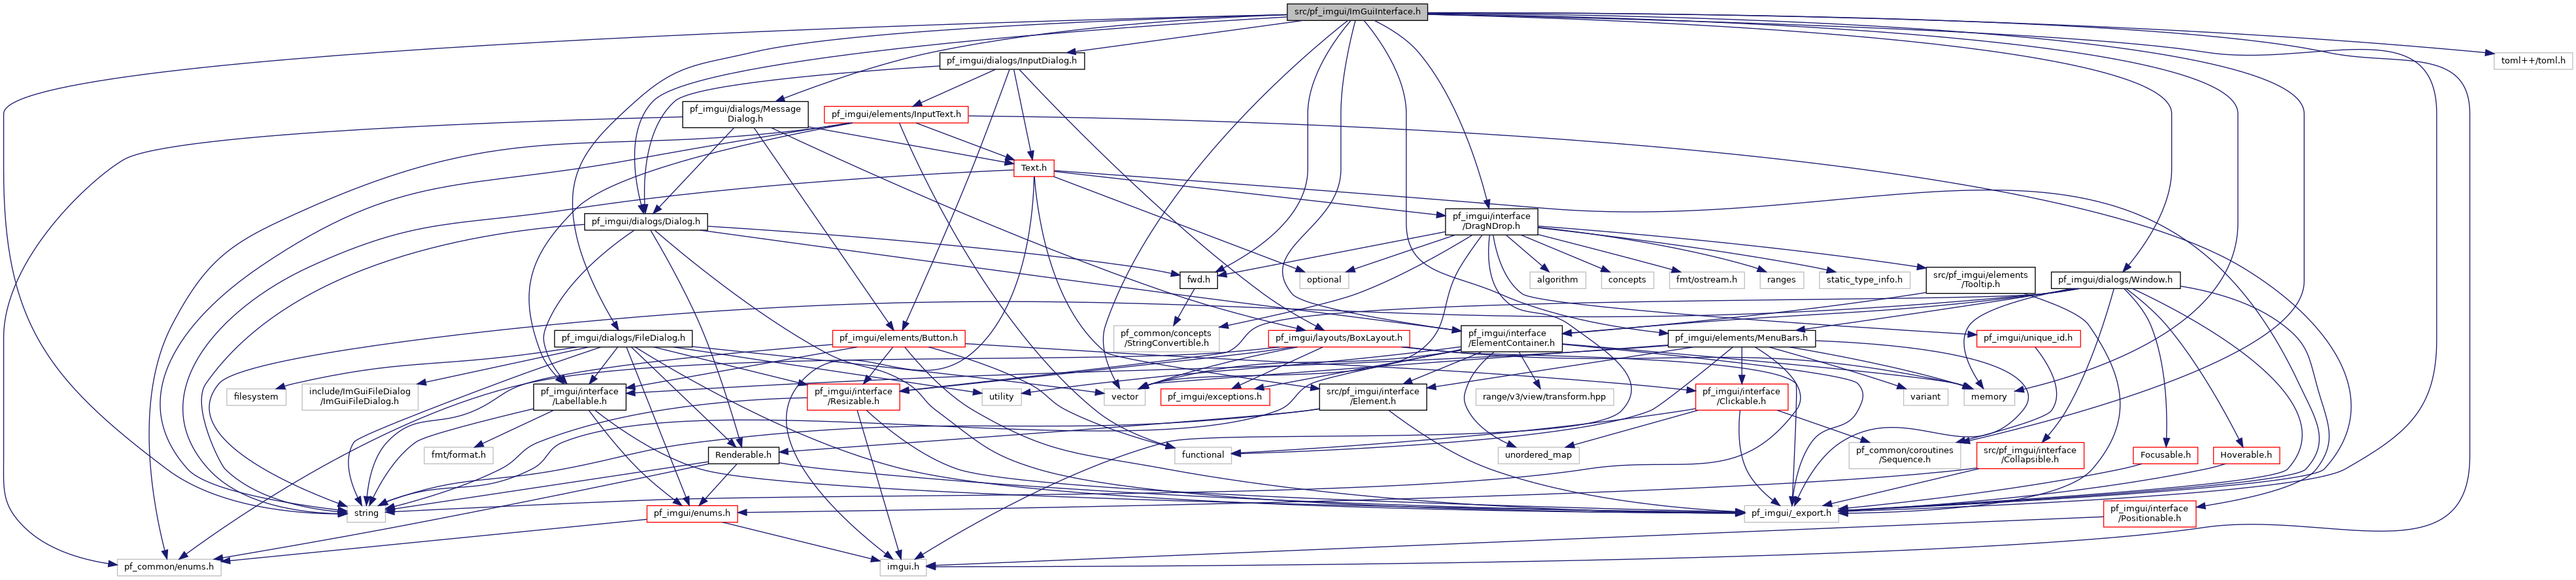 src/pf_imgui/ImGuiInterface.h
pf_imgui/dialogs/InputDialog.h
toml++/toml.h
pf_imgui/dialogs/Message
Dialog.h
pf_imgui/elements/InputText.h
Text.h
pf_imgui/dialogs/Dialog.h
pf_imgui/interface
/DragNDrop.h
fwd.h
optional
algorithm
concepts
fmt/ostream.h
ranges
static_type_info.h
src/pf_imgui/elements
/Tooltip.h
pf_imgui/dialogs/Window.h
pf_imgui/dialogs/FileDialog.h
pf_imgui/elements/Button.h
pf_common/concepts
/StringConvertible.h
pf_imgui/layouts/BoxLayout.h
pf_imgui/interface
/ElementContainer.h
pf_imgui/elements/MenuBars.h
pf_imgui/unique_id.h
filesystem
include/ImGuiFileDialog
/ImGuiFileDialog.h
pf_imgui/interface
/Labellable.h
pf_imgui/interface
/Resizable.h
utility
vector
pf_imgui/exceptions.h
src/pf_imgui/interface
/Element.h
range/v3/view/transform.hpp
pf_imgui/interface
/Clickable.h
variant
memory
fmt/format.h
Renderable.h
functional
unordered_map
pf_common/coroutines
/Sequence.h
src/pf_imgui/interface
/Collapsible.h
Focusable.h
Hoverable.h
string
pf_imgui/enums.h
pf_imgui/_export.h
pf_imgui/interface
/Positionable.h
pf_common/enums.h
imgui.h